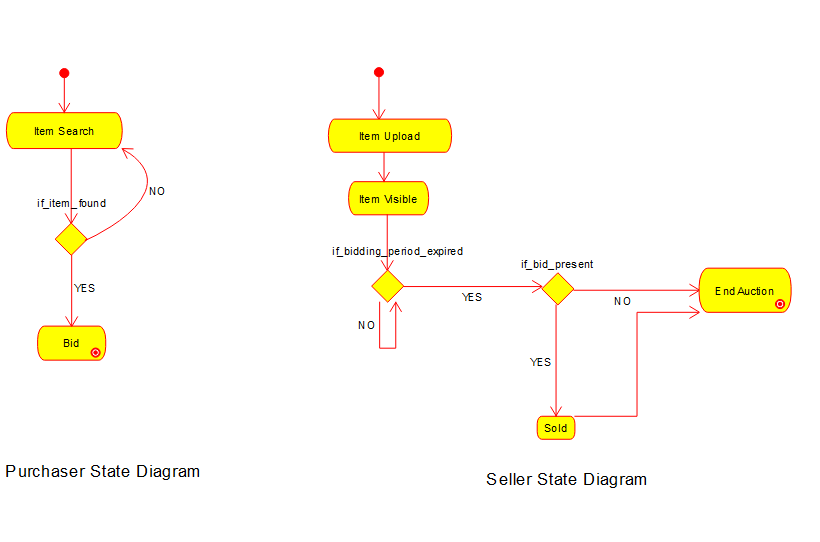 Item Search
NO
if_item_found
YES
Bid
Purchaser State Diagram
Item Upload
Item Visible
if_bidding_period_expired
NO
YES
if_bid_present
NO
End Auction
YES
Sold
Seller State Diagram